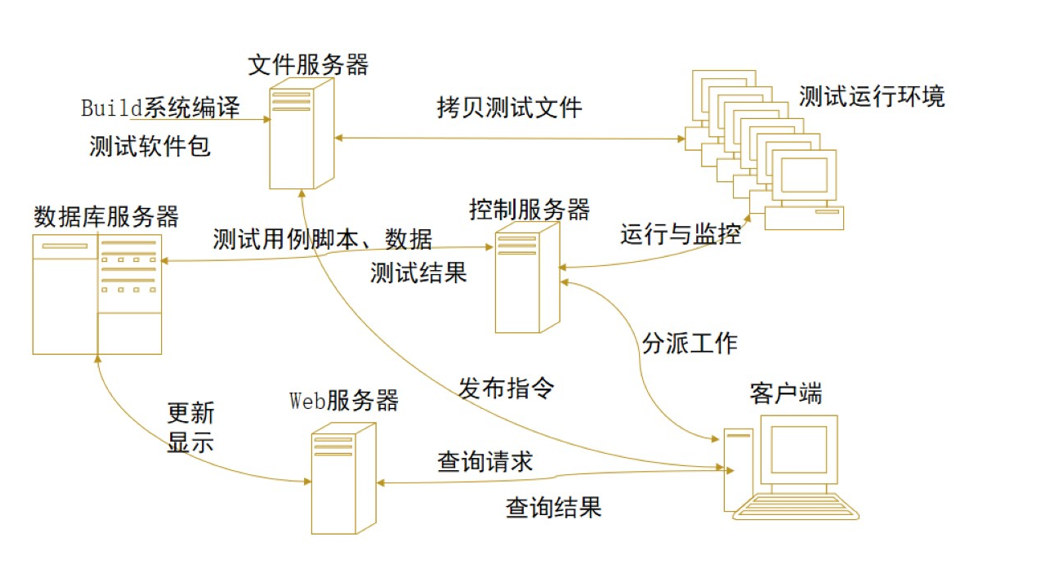 文件服务器
Build系统编译
测试软件包
拷贝测试文件
测试运行环境
数据库服务器
控制服务器
测试用例脚本、数据
测试结果
运行与监控
分派工作
发布指令
客户端
Web服务器
更新
显示
查询请求
查询结果